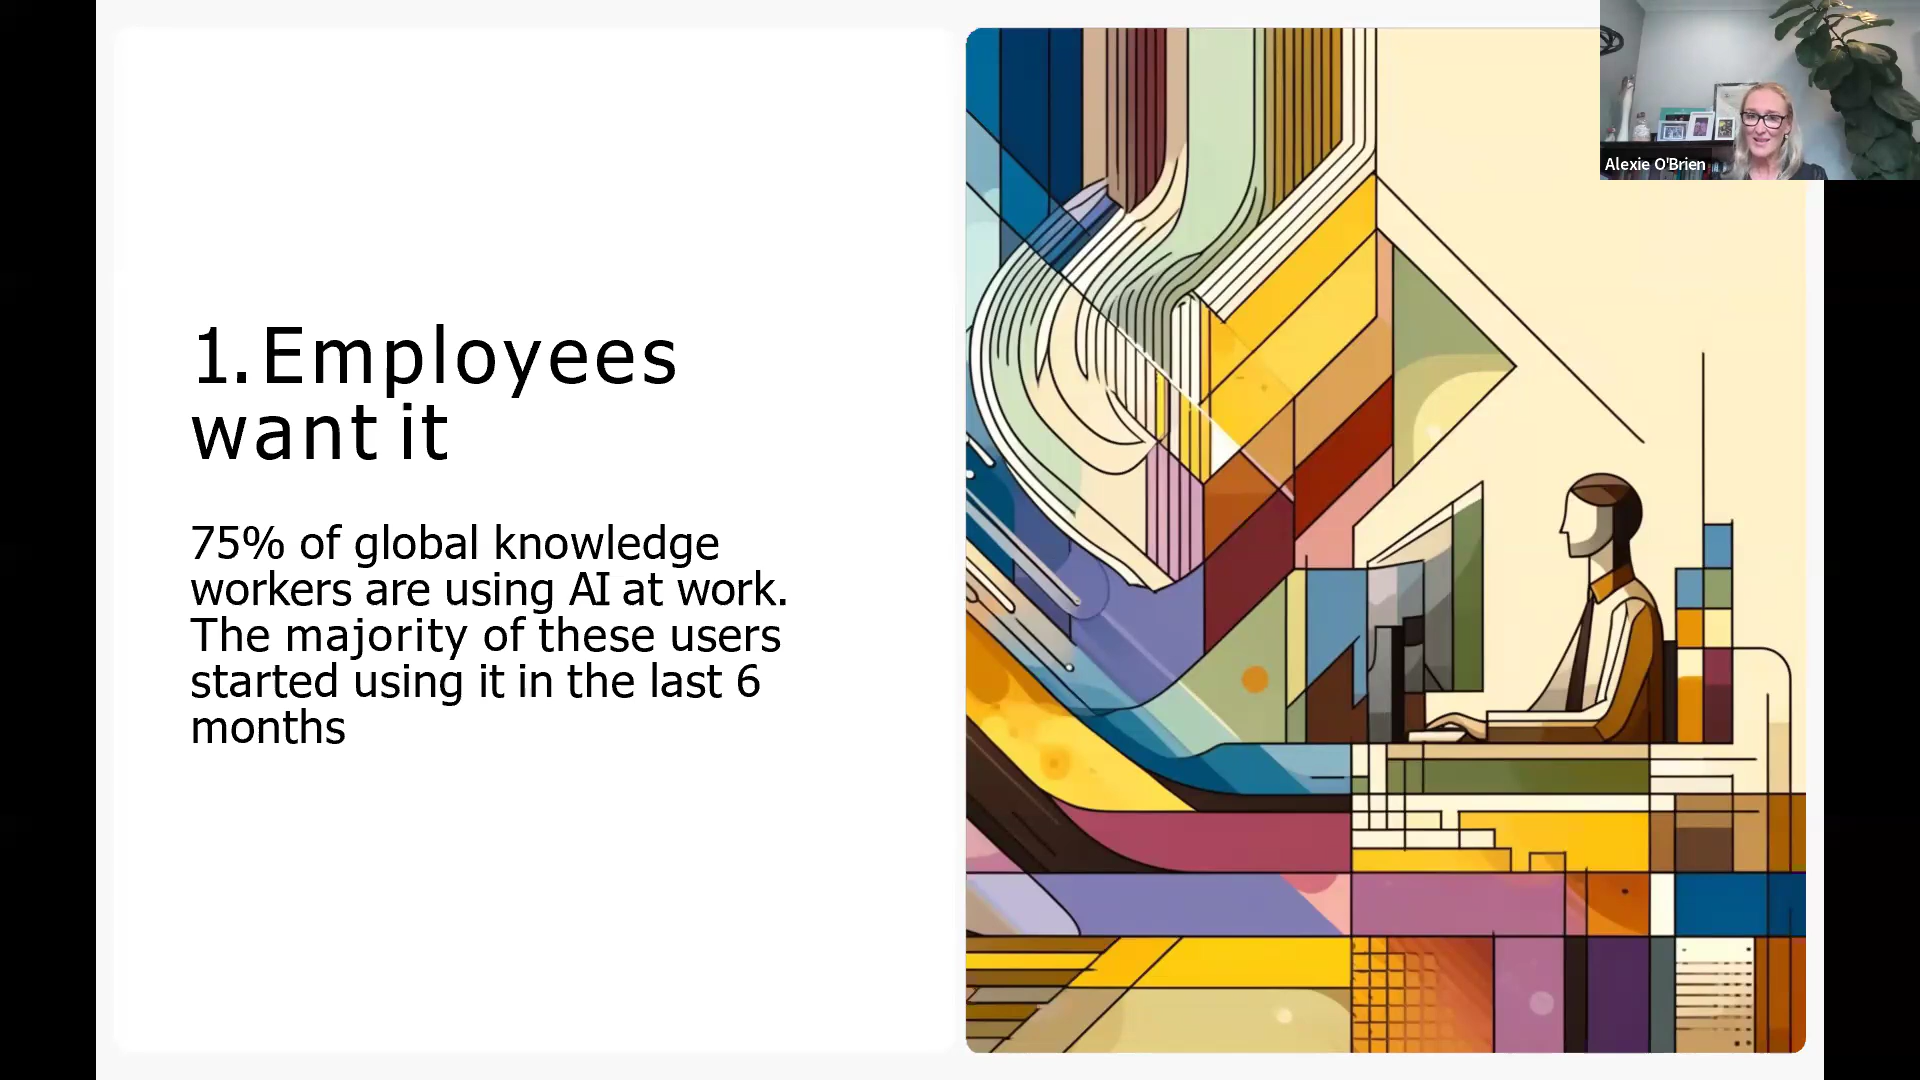 1. Employees
want it
75% of global knowledge
workers are using AI at work.
The majority of these users
started using it in the last 6
months
Alexie O'Brien